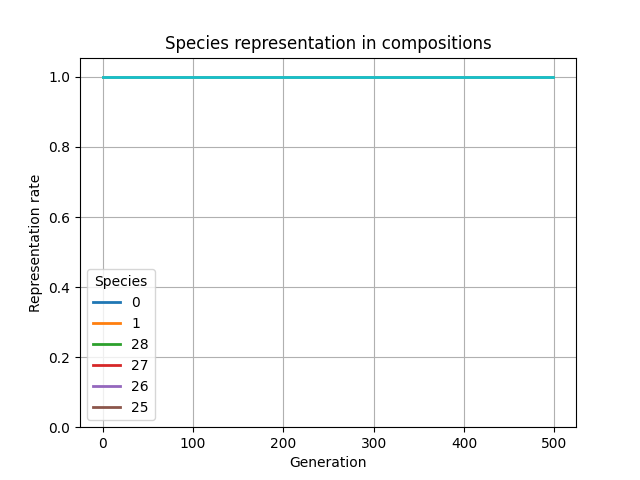 Species representation in compositions
Representation rate
1.0
0.8
0.6
0.4
0.2
0.0
Species
0
1
28
27
26
25
0 100 200 300 400 500
Generation